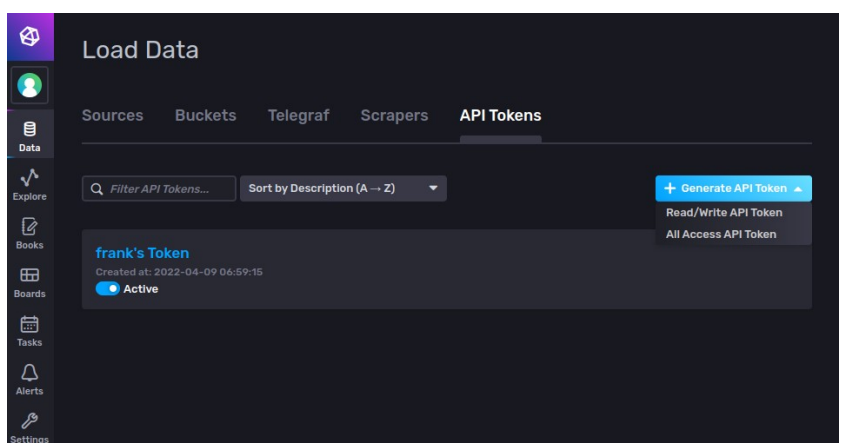 Load Data
Data
Explore
Books
Boards
Tasks
Alerts
Settings
Sources Buckets Telegraf Scrapers API Tokens
Filter API Tokens... Sort by Description (A → Z) + Generate API Token
Read/Write API Token
All Access API Token
frank's Token
Created at: 2022-04-09 06:59:15
Active